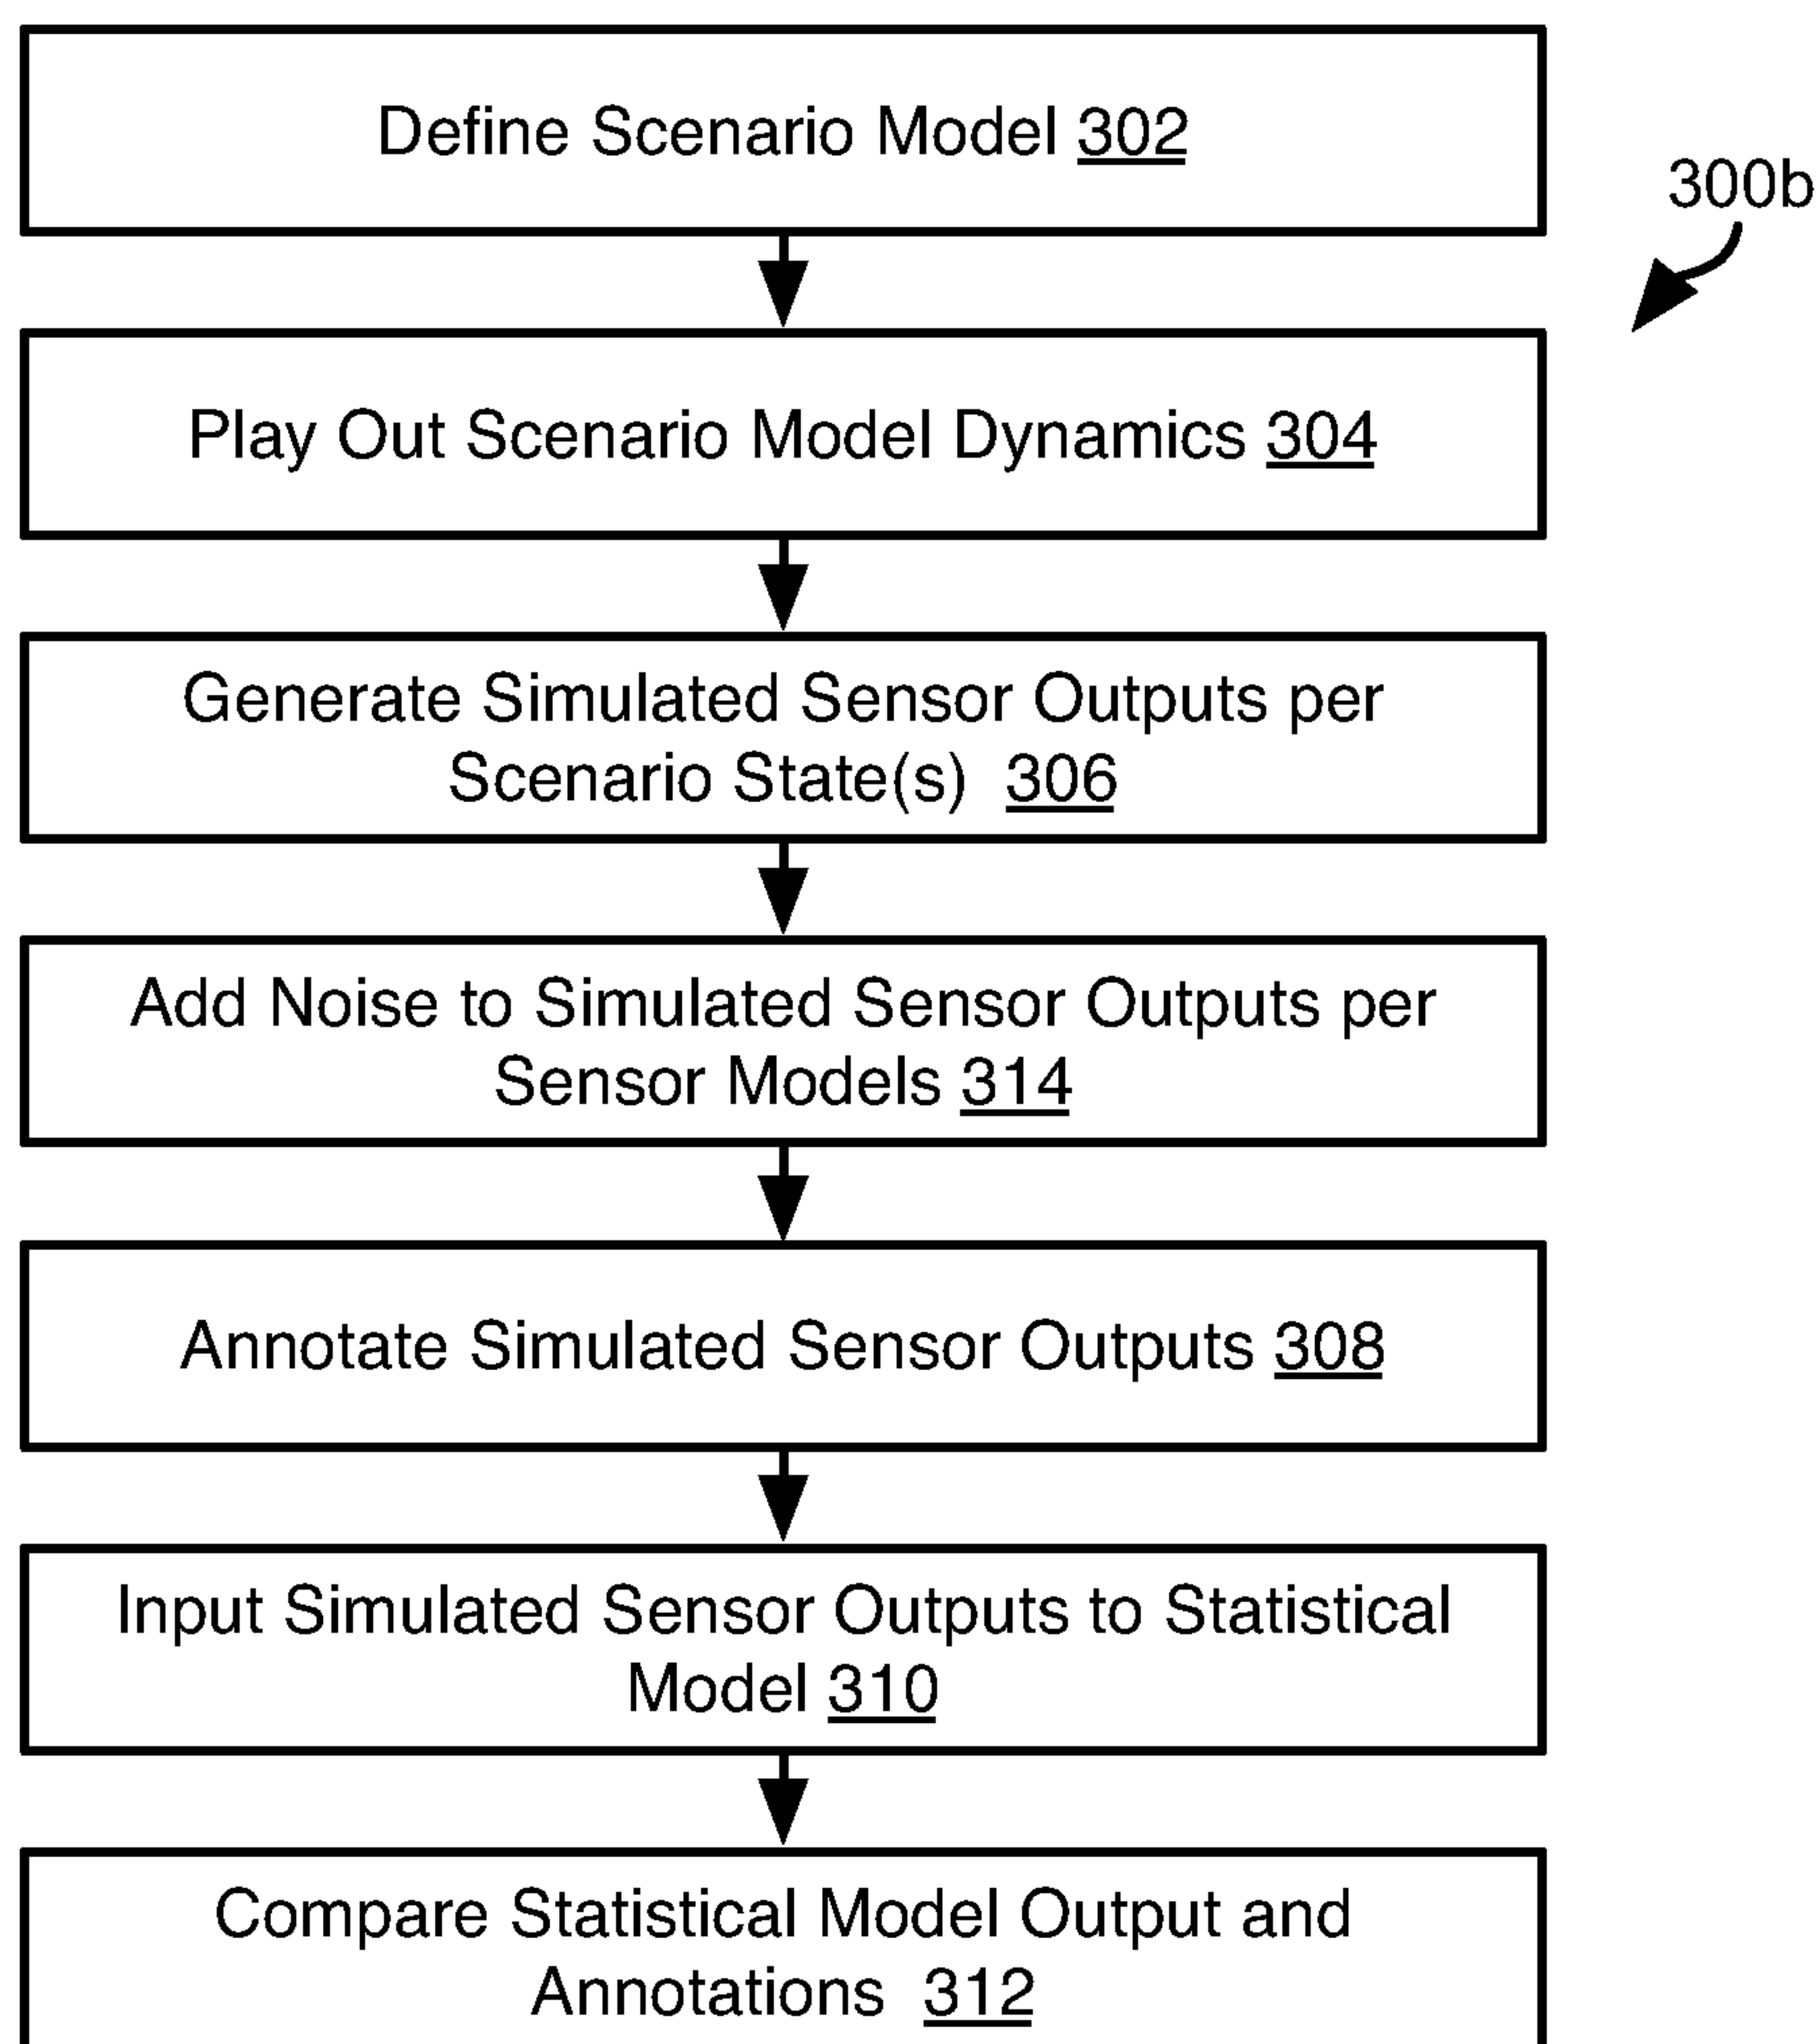 Define Scenario Model 302
300b
Play Out Scenario Model Dynamics 304
Generate Simulated Sensor Outputs per
Scenario State(s) 306
Add Noise to Simulated Sensor Outputs per
Sensor Models 314
Annotate Simulated Sensor Outputs 308
Input Simulated Sensor Outputs to Statistical
Model 310
Compare Statistical Model Output and
Annotations 312